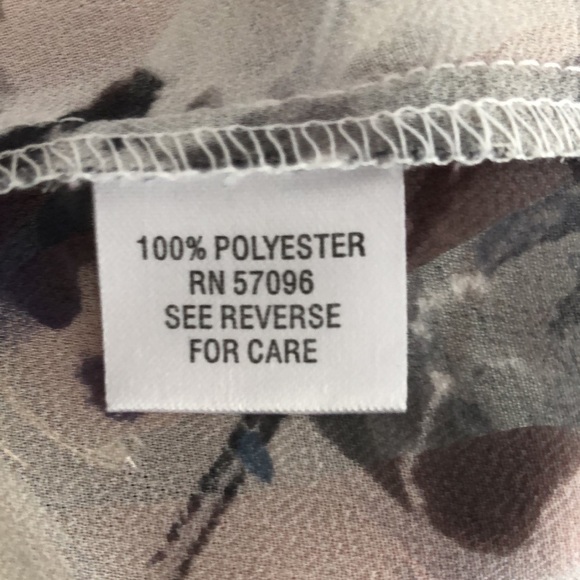 100% POLYESTER
RN 57096
SEE REVERSE
FOR CARE